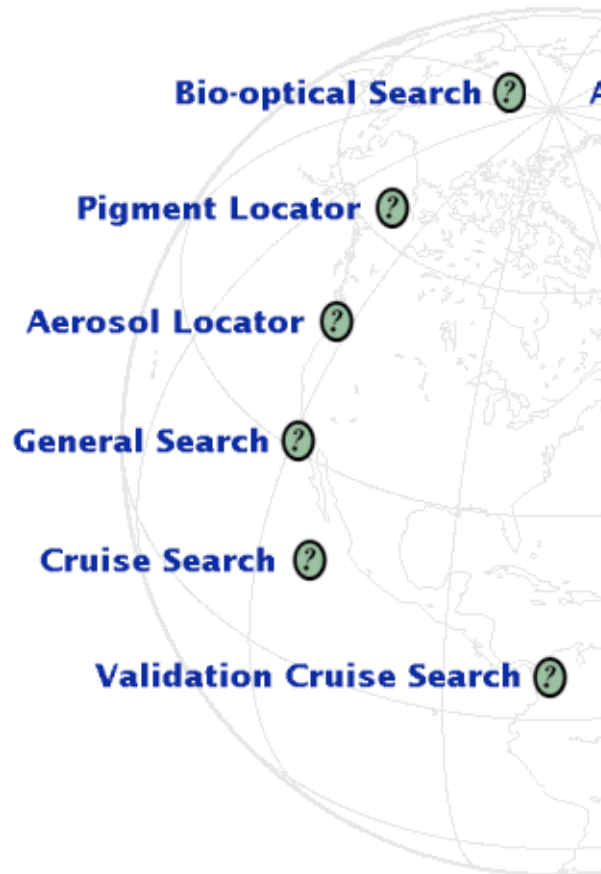 Bio-optical Search ?
Pigment Locator ?
Aerosol Locator ?
General Search ?
Cruise Search ?
Validation Cruise Search ?